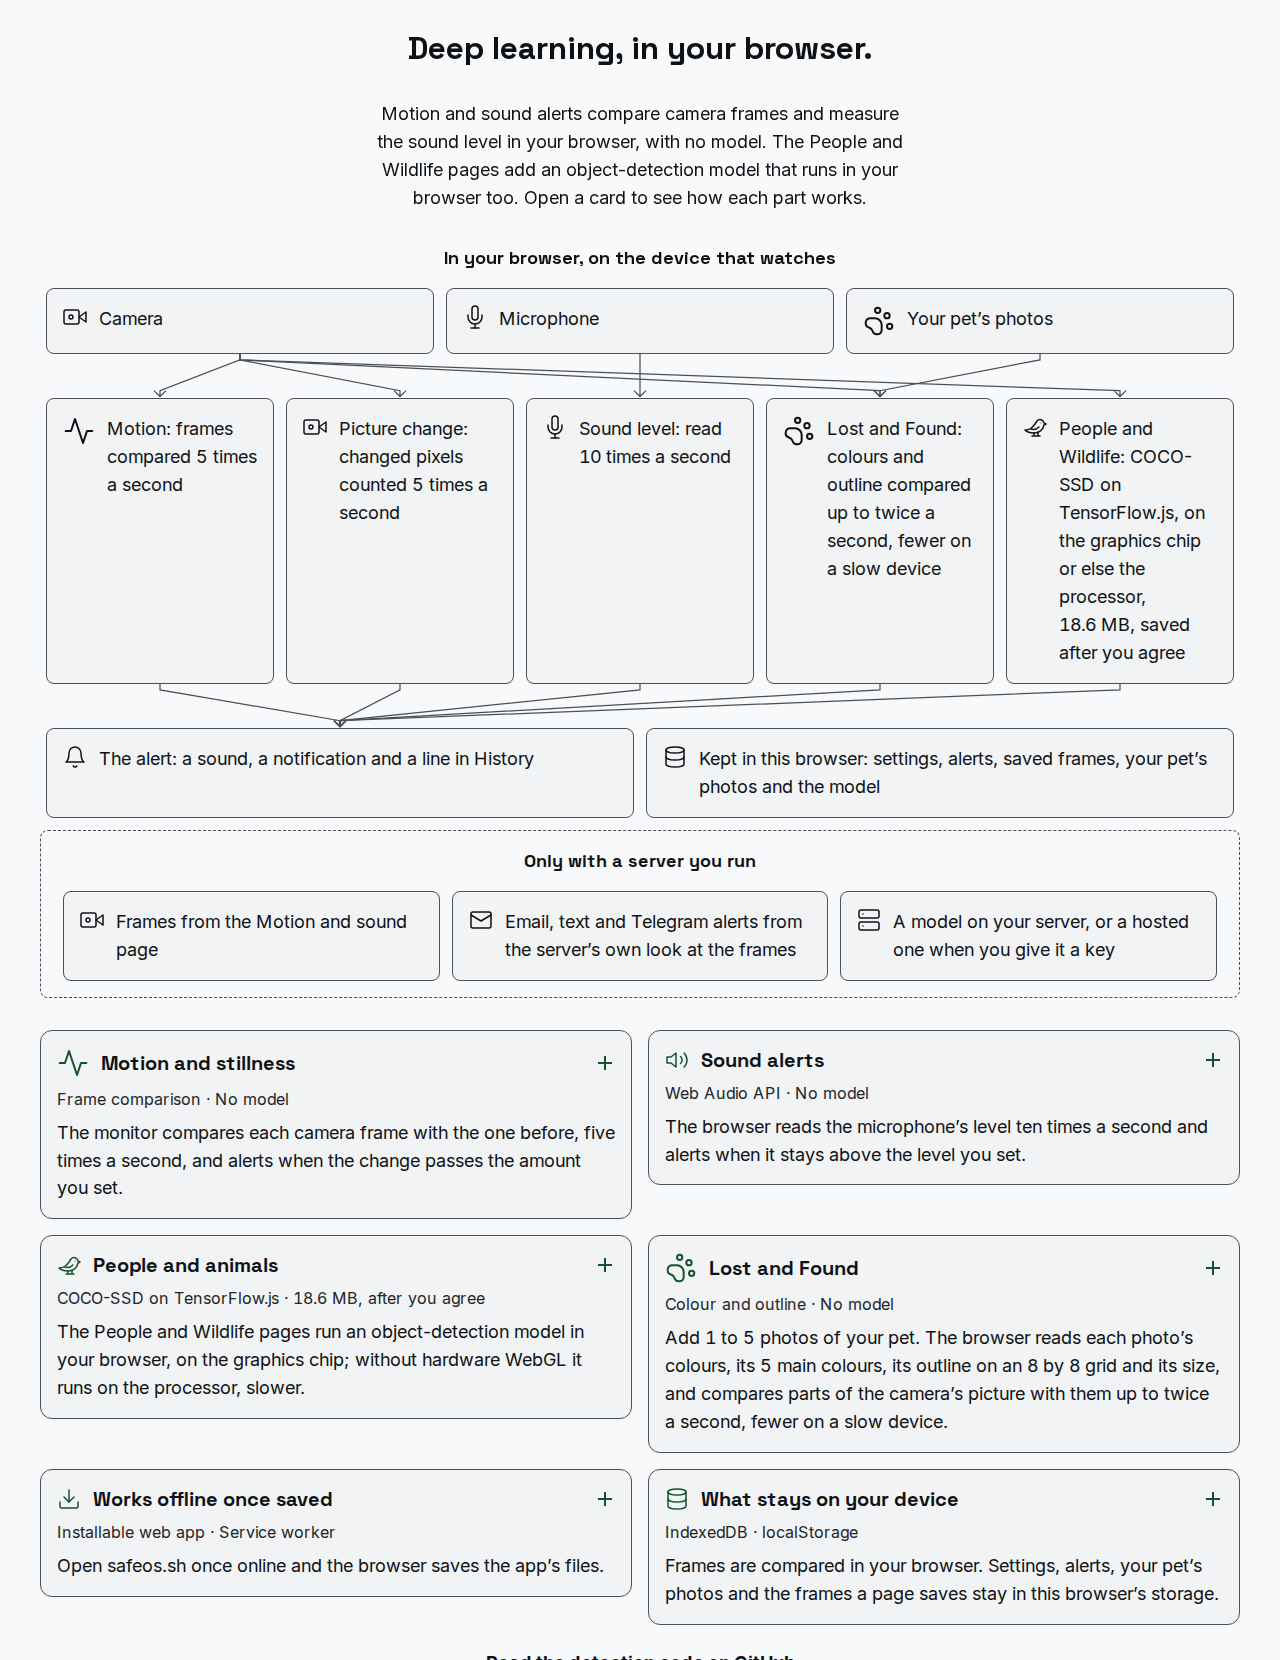 Deep learning, in your browser.
Motion and sound alerts compare camera frames and measure
the sound level in your browser, with no model. The People and
Wildlife pages add an object-detection model that runs in your
browser too. Open a card to see how each part works.
In your browser, on the device that watches
Camera
Microphone
Your pet’s photos
Motion: frames
compared 5 times
a second
Picture change:
changed pixels
counted 5 times a
second
Sound level: read
10 times a second
Lost and Found:
colours and
outline compared
up to twice a
second, fewer on
a slow device
People and
Wildlife: COCO-
SSD on
TensorFlow.js, on
the graphics chip
or else the
processor,
18.6 MB, saved
after you agree
The alert: a sound, a notification and a line in History
Kept in this browser: settings, alerts, saved frames, your pet’s
photos and the model
Only with a server you run
Frames from the Motion and sound
page
Email, text and Telegram alerts from
the server’s own look at the frames
A model on your server, or a hosted
one when you give it a key
Motion and stillness
Frame comparison · No model
The monitor compares each camera frame with the one before, five
times a second, and alerts when the change passes the amount
you set.
Sound alerts
Web Audio API · No model
The browser reads the microphone’s level ten times a second and
alerts when it stays above the level you set.
People and animals
COCO-SSD on TensorFlow.js · 18.6 MB, after you agree
The People and Wildlife pages run an object-detection model in
your browser, on the graphics chip; without hardware WebGL it
runs on the processor, slower.
Lost and Found
Colour and outline · No model
Add 1 to 5 photos of your pet. The browser reads each photo’s
colours, its 5 main colours, its outline on an 8 by 8 grid and its size,
and compares parts of the camera’s picture with them up to twice
a second, fewer on a slow device.
Works offline once saved
Installable web app · Service worker
Open safeos.sh once online and the browser saves the app’s files.
What stays on your device
IndexedDB · localStorage
Frames are compared in your browser. Settings, alerts, your pet’s
photos and the frames a page saves stay in this browser’s storage.
Read the detection code on GitHub